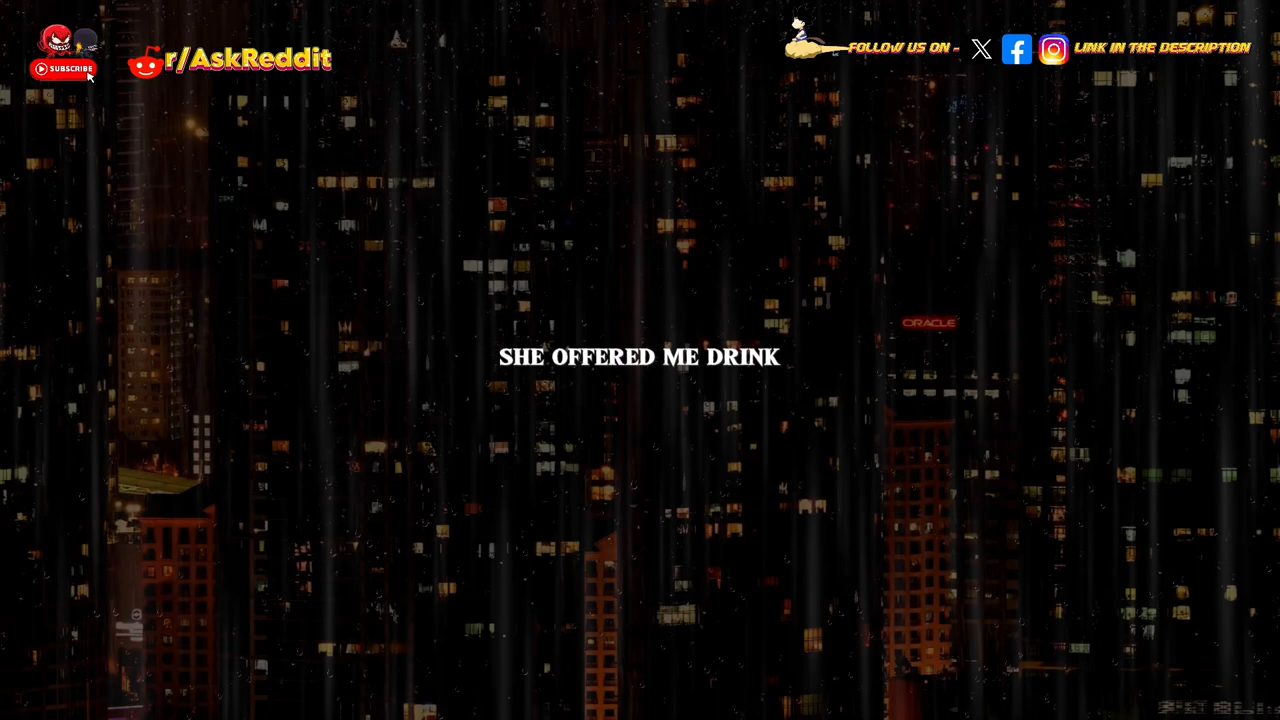 SUBSCRIBE
r/AskReddit
FOLLOW US ON -
LINK IN THE DESCRIPTION
ORACLE
SHE OFFERED ME DRINK